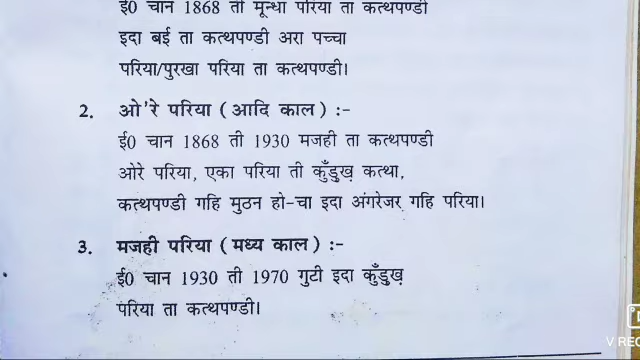 ई0 चान 1868 ती मून्धा परिया ता कत्थपण्डी
इदा बई ता कत्थपण्डी अरा पच्चा
परिया/पुरखा परिया ता कत्थपण्डी।
2. ओ'रे परिया ( आदि काल ) :-
ई0 चान 1868 ती 1930 मजही ता कत्थपण्डी
ओरे परिया, एका परिया ती कुँड़ुख़ कत्था,
कत्थपण्डी गहि मुठन हो-चा इदा अंगरेजर गहि परिया।
3. मजही परिया ( मध्य काल ) :-
ई0 चान 1930 ती 1970 गुटी इदा कुँड़ुख़
परिया ता कत्थपण्डी।
V REC